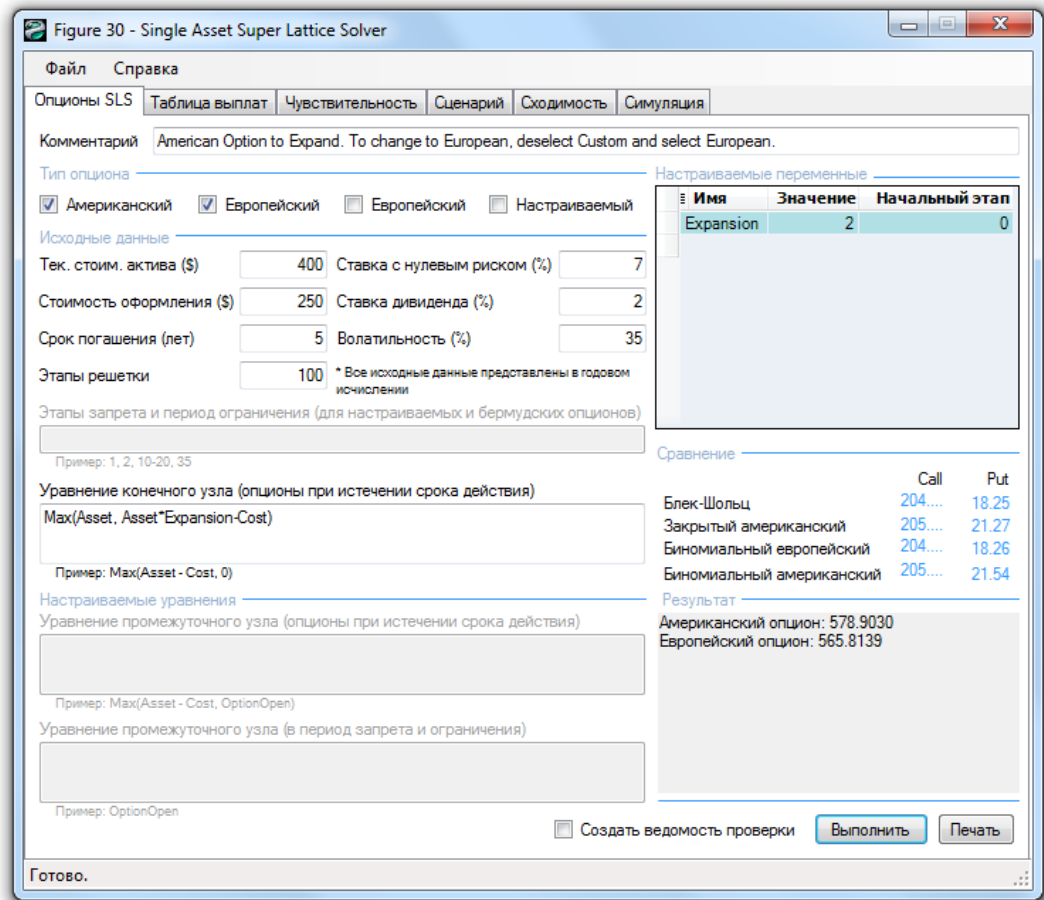 Figure 30 - Single Asset Super Lattice Solver
Файл Справка
Опционы SLS Таблица выплат Чувствительность Сценарий Сходимость Симуляция
Комментарий American Option to Expand. To change to European, deselect Custom and select European.
Тип опциона
Американский Европейский Европейский Настраиваемый
Исходные данные
Тек. стоим. актива ($) 400 Ставка с нулевым риском (%) 7
Стоимость оформления ($) 250 Ставка дивиденда (%) 2
Срок погашения (лет) 5 Волатильность (%) 35
Этапы решетки 100 * Все исходные данные представлены в годовом
исчислении
Этапы запрета и период ограничения (для настраиваемых и бермудских опционов)
Пример: 1, 2, 10-20, 35
Уравнение конечного узла (опционы при истечении срока действия)
Max(Asset, Asset*Expansion-Cost)
Пример: Max(Asset - Cost, 0)
Настраиваемые уравнения
Уравнение промежуточного узла (опционы при истечении срока действия)
Пример: Max(Asset - Cost, OptionOpen)
Уравнение промежуточного узла (в период запрета и ограничения)
Пример: OptionOpen
Настраиваемые переменные
Имя Значение Начальный этап
Expansion 2 0
Сравнение
Call Put
Блек-Шольц 204.... 18.25
Закрытый американский 205.... 21.27
Биномиальный европейский 204.... 18.26
Биномиальный американский 205.... 21.54
Результат
Американский опцион: 578.9030
Европейский опцион: 565.8139
Создать ведомость проверки Выполнить Печать
Готово.